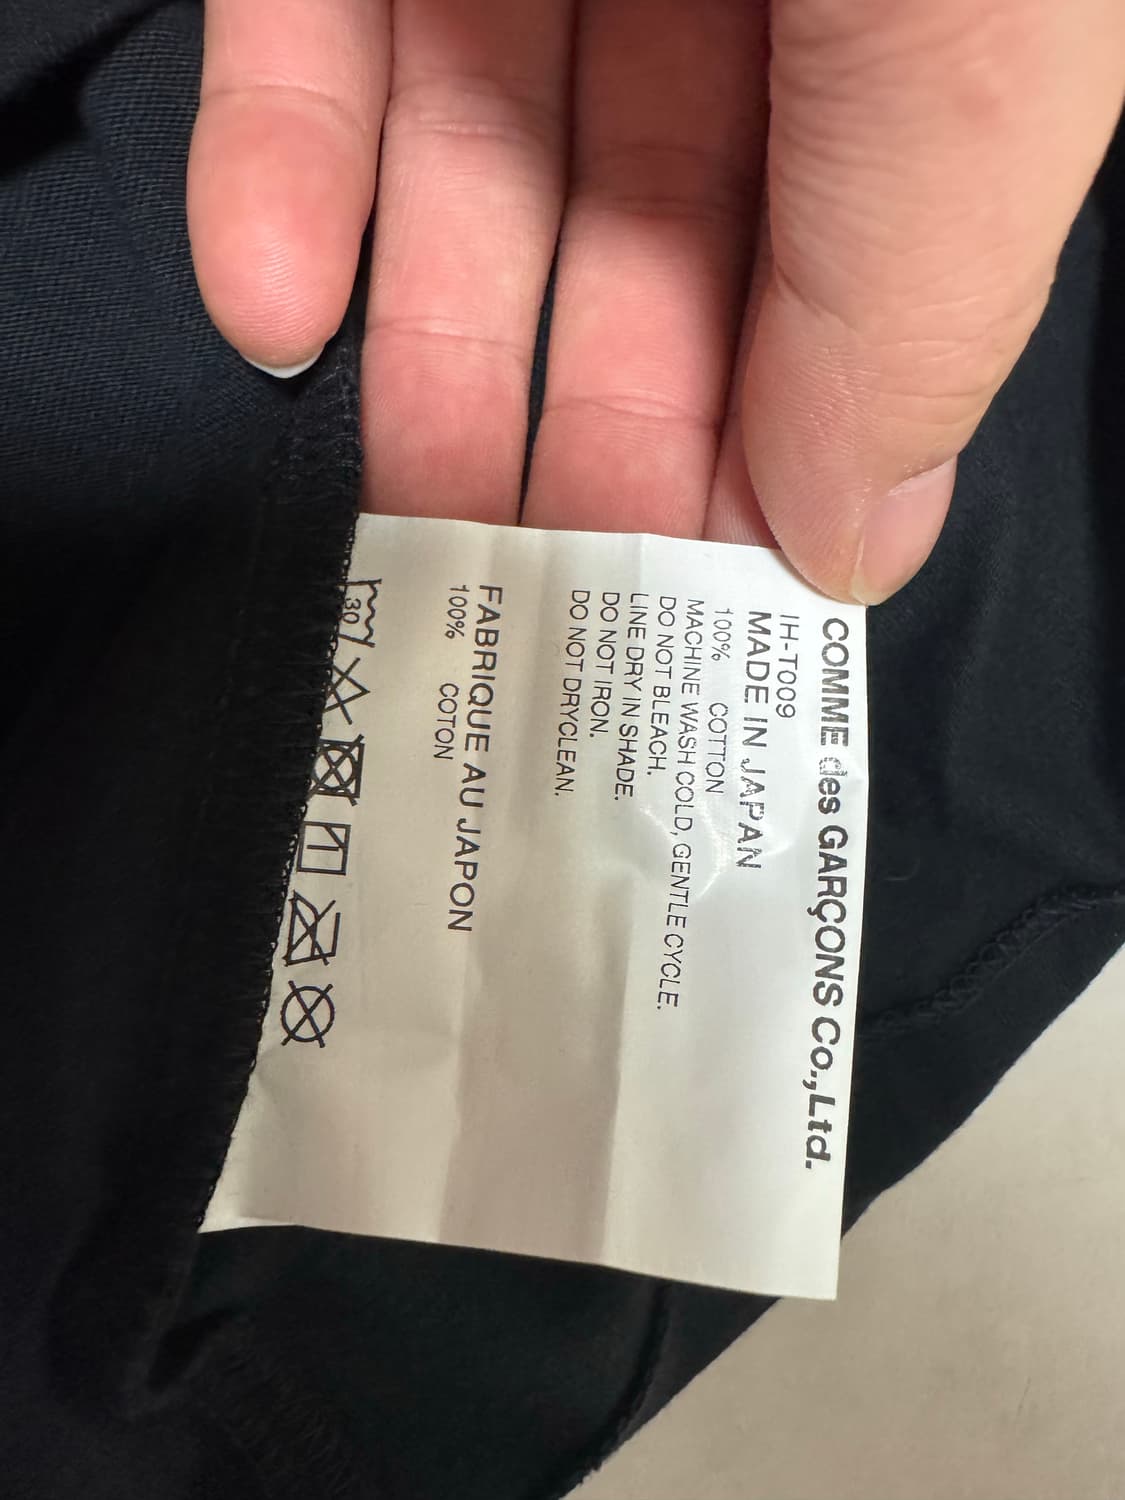 COMME des GARÇONS Co.,Ltd.
IH-T009
MADE IN JAPAN
100% COTTON
MACHINE WASH COLD, GENTLE CYCLE.
DO NOT BLEACH.
LINE DRY IN SHADE.
DO NOT IRON.
DO NOT DRYCLEAN.
FABRIQUE AU JAPON
100% COTON
30